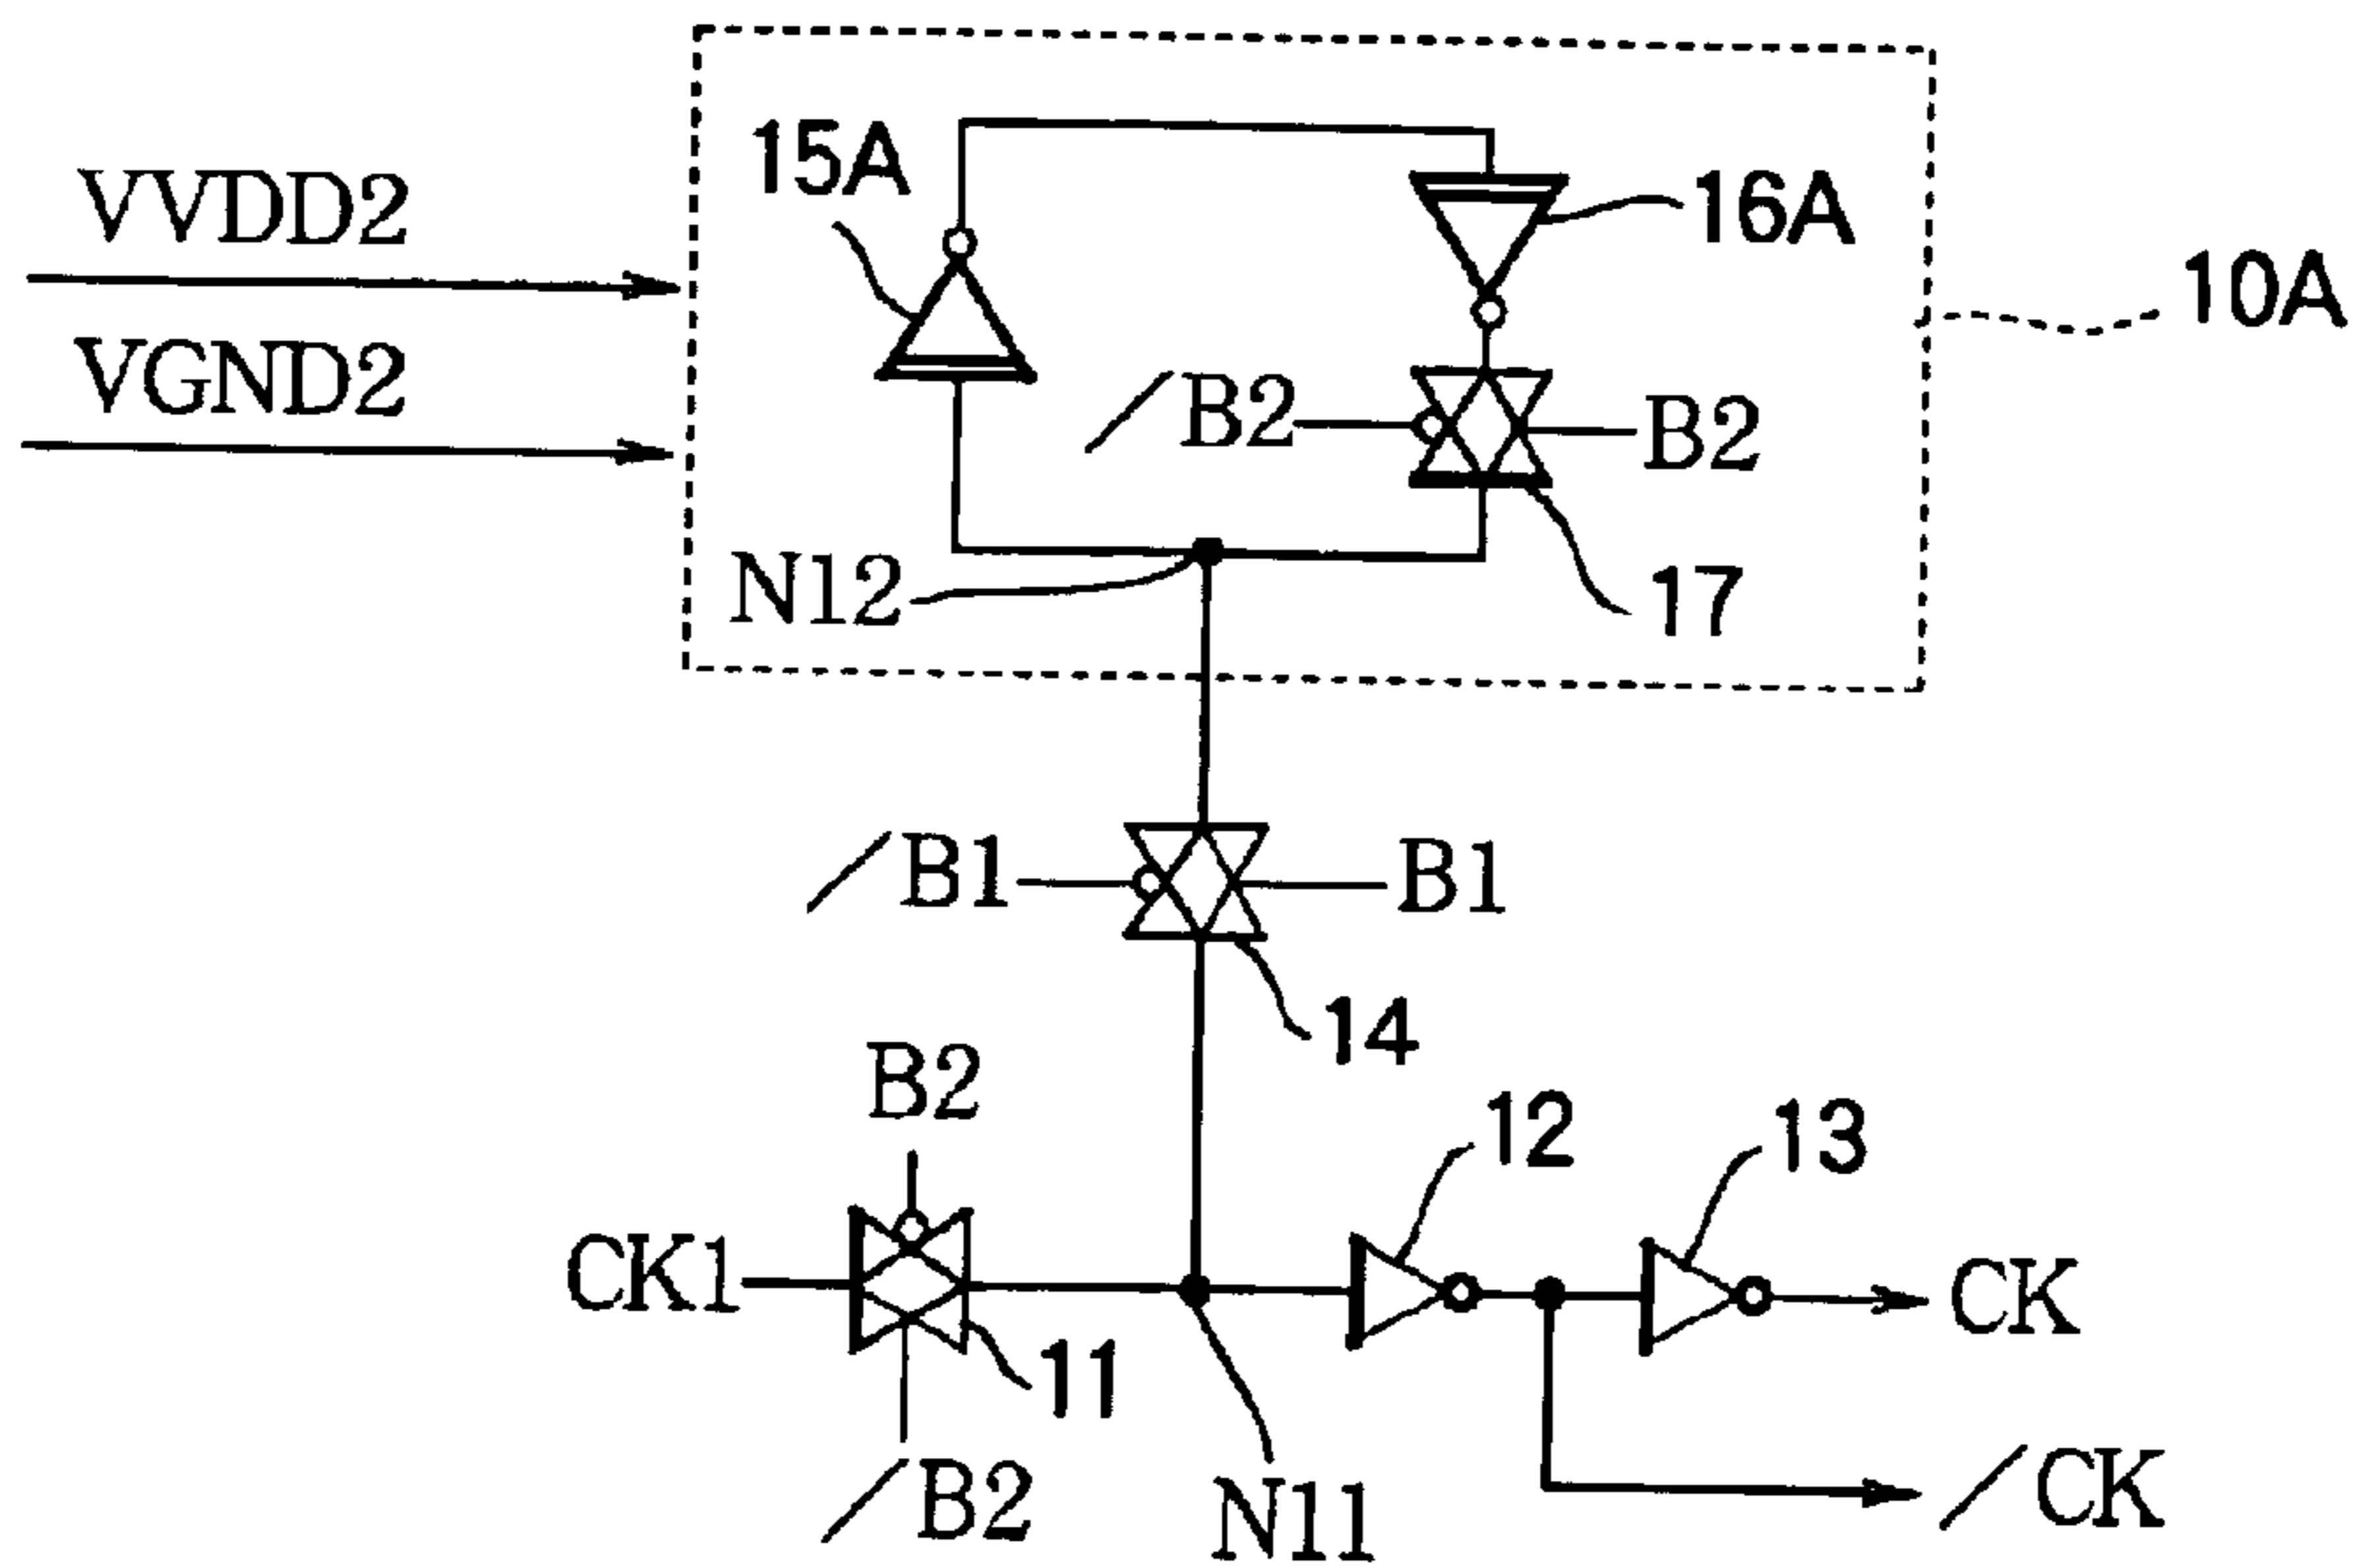 15A
16A
VVDD2
10A
VGND2
/B2
B2
N12
17
/B1
B1
14
B2
12
13
CK1
CK
11
/B2
N11
/CK